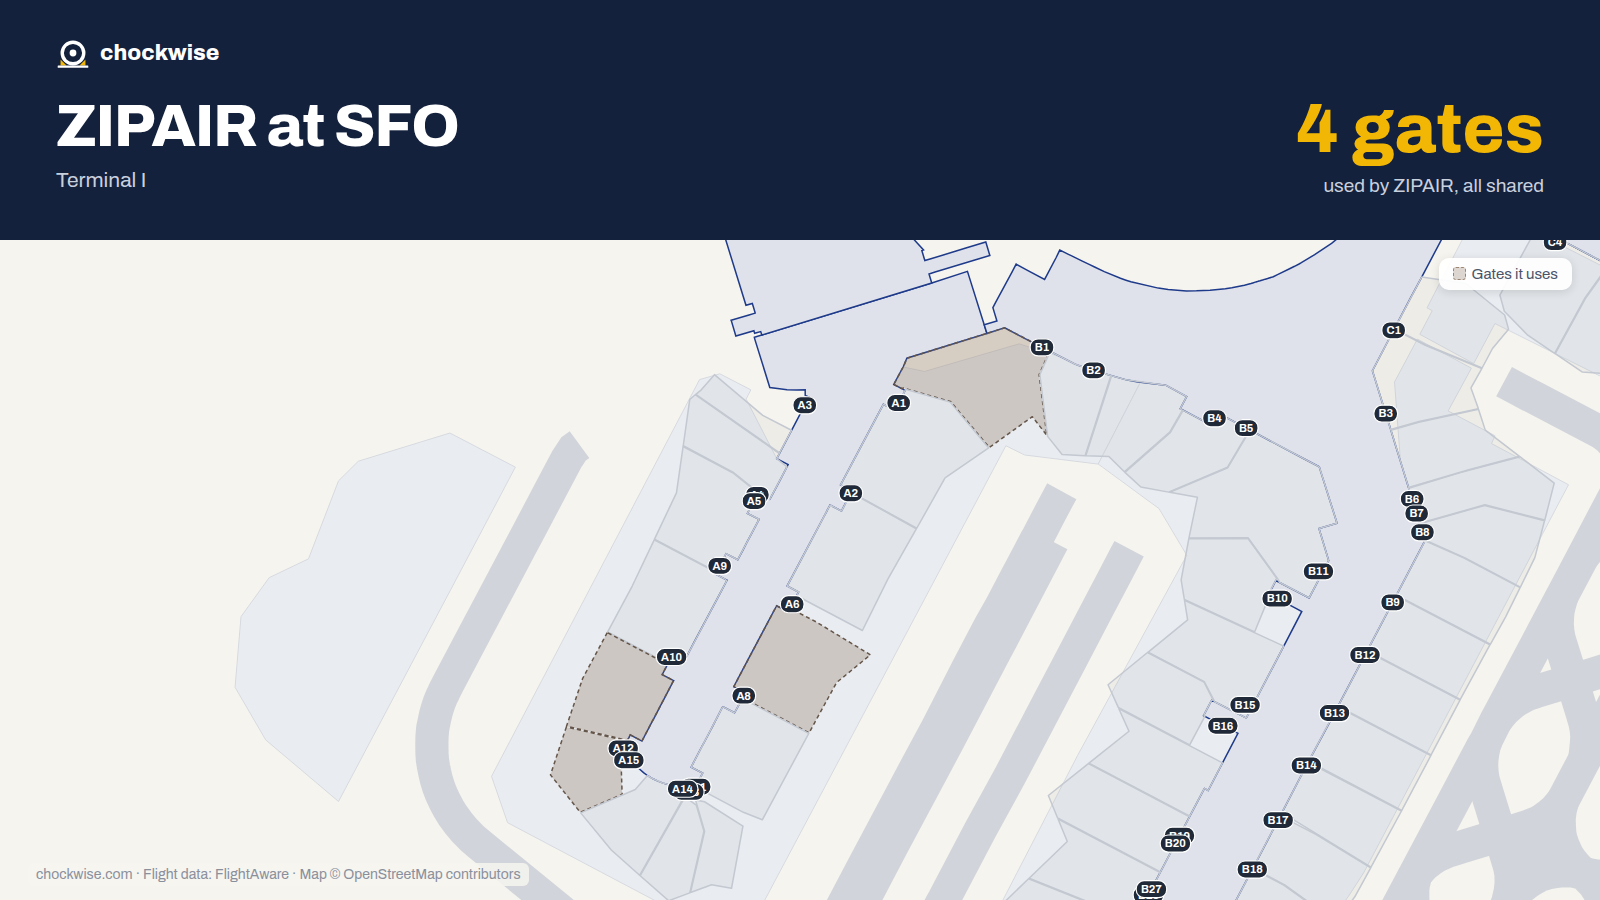 chockwise
ZIPAIR at SFO
Terminal I
4 gates
used by ZIPAIR, all shared
C4
Gates it uses
C1
B1
B2
A3
A1
B3
B4
B5
A5
A2
B6
B7
B8
A9
B11
A6
B10
B9
A10
B12
A8
B15
B13
B16
A12
A15
B14
A14
B17
B20
B18
B27
chockwise.com · Flight data: FlightAware · Map © OpenStreetMap contributors